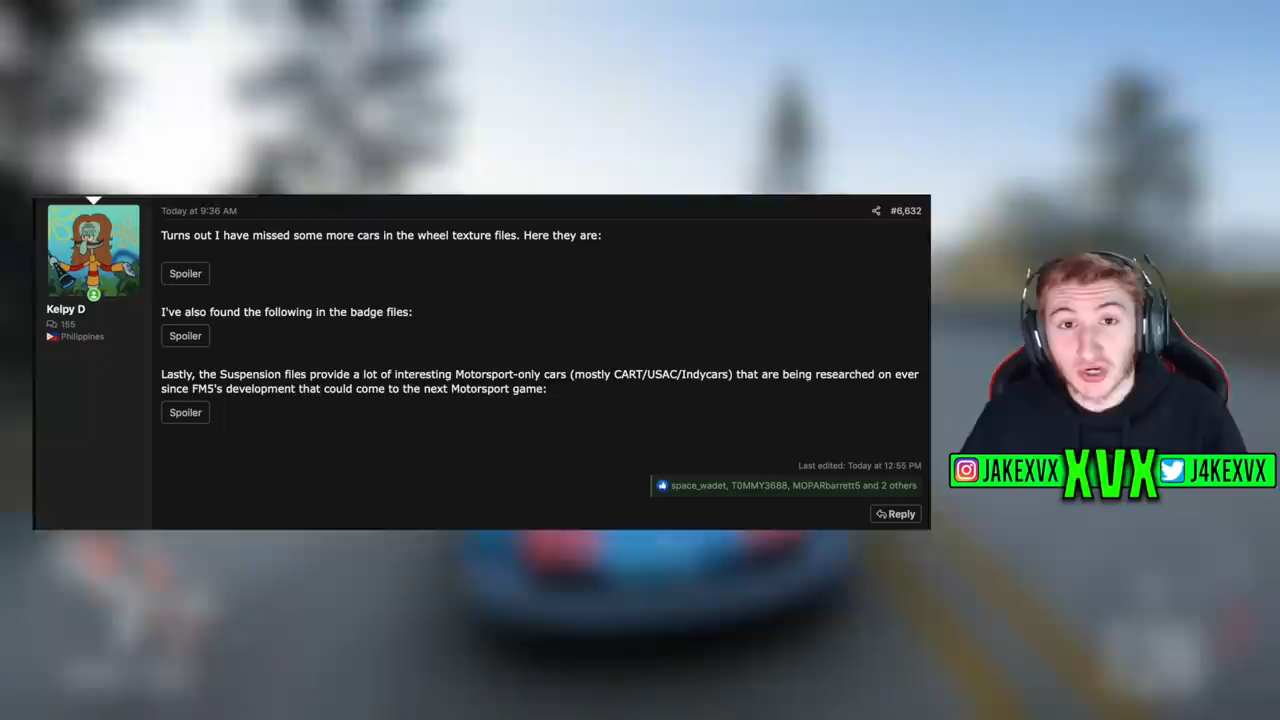 Today at 9:36 AM
#6,632
Turns out I have missed some more cars in the wheel texture files. Here they are:
Spoiler
I've also found the following in the badge files:
Spoiler
Kelpy D
155
Philippines
Lastly, the Suspension files provide a lot of interesting Motorsport-only cars (mostly CART/USAC/Indycars) that are being researched on ever
since FM5's development that could come to the next Motorsport game:
Spoiler
Last edited: Today at 12:55 PM
space_wadet, T0MMY3688, MOPARbarrett5 and 2 others
Reply
JAKEXVX
XVX
J4KEXVX